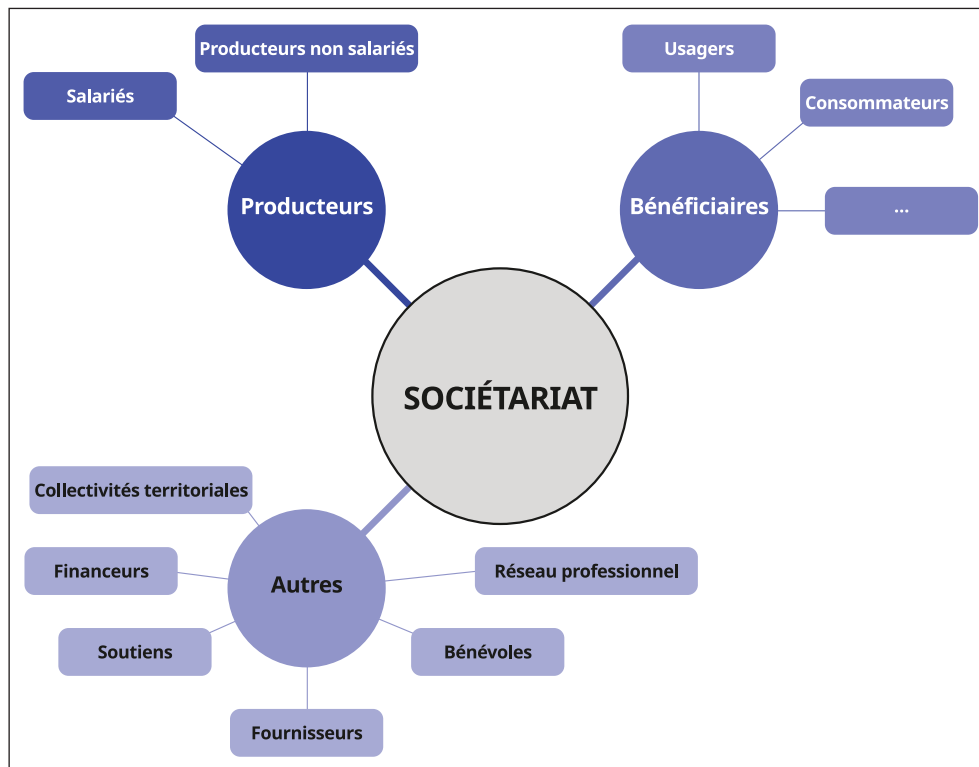 Producteurs non salariés
Usagers
Salariés
Consommateurs
Producteurs
Bénéficiaires
...
SOCIÉTARIAT
Collectivités territoriales
Financeurs
Autres
Réseau professionnel
Soutiens
Bénévoles
Fournisseurs